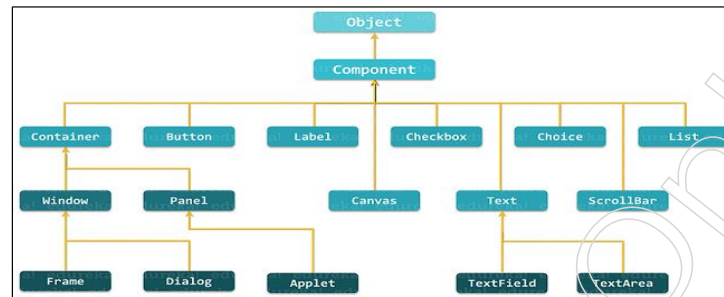 Object
Component
Container Button Label Checkbox Choice List
Window Panel Canvas Text ScrollBar
Frame Dialog Applet TextField TextArea